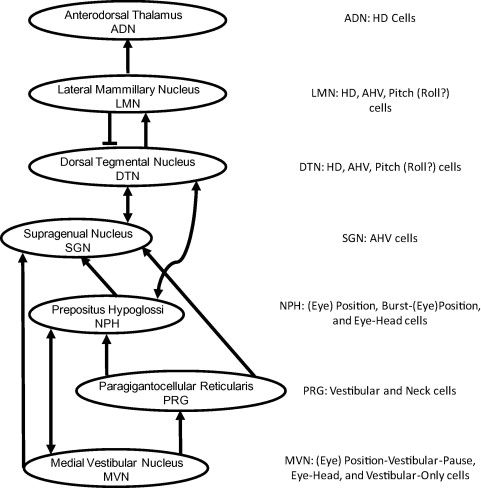 Anterodorsal Thalamus
ADN
ADN: HD Cells
Lateral Mammillary Nucleus
LMN
LMN: HD, AHV, Pitch (Roll?)
cells
Dorsal Tegmental Nucleus
DTN
DTN: HD, AHV, Pitch (Roll?) cells
Supragenual Nucleus
SGN
SGN: AHV cells
Prepositus Hypoglossi
NPH
NPH: (Eye) Position, Burst-(Eye)Position,
and Eye-Head cells
Paragigantocellular Reticularis
PRG
PRG: Vestibular and Neck cells
Medial Vestibular Nucleus
MVN
MVN: (Eye) Position-Vestibular-Pause,
Eye-Head, and Vestibular-Only cells